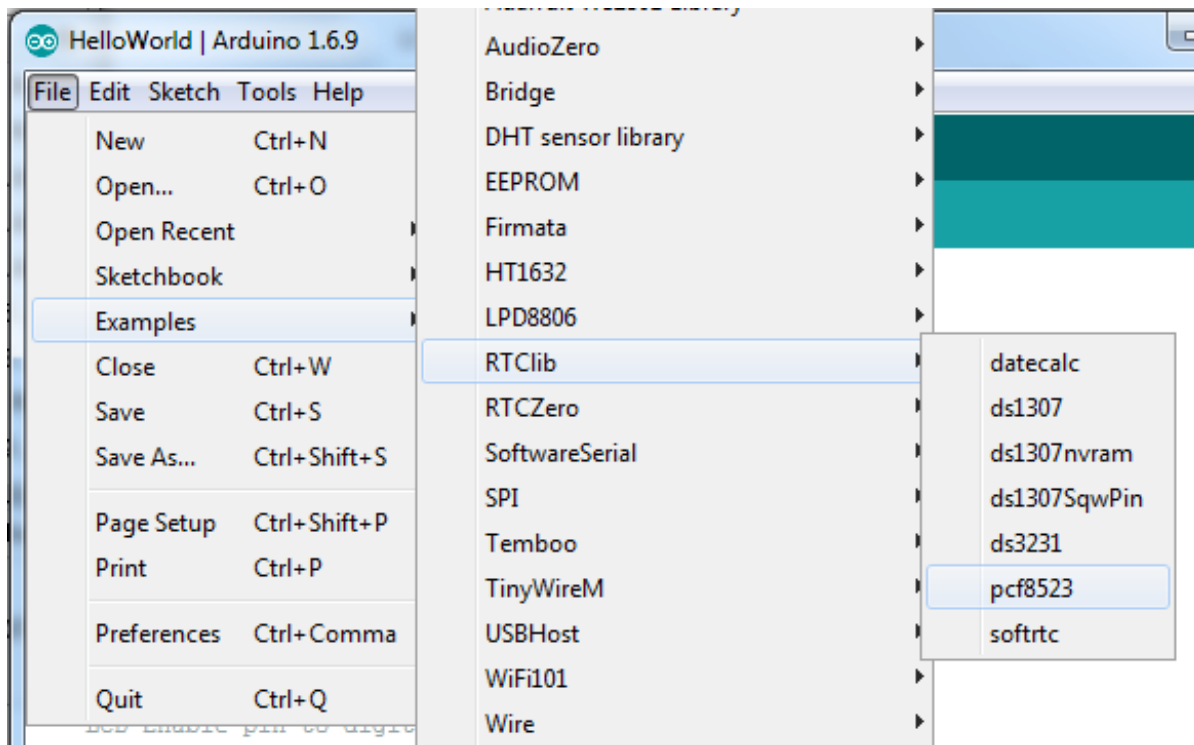 HelloWorld | Arduino 1.6.9
File Edit Sketch Tools Help
New Ctrl+N
Open... Ctrl+O
Open Recent
Sketchbook
Examples
Close Ctrl+W
Save Ctrl+S
Save As... Ctrl+Shift+S
Page Setup Ctrl+Shift+P
Print Ctrl+P
Preferences Ctrl+Comma
Quit Ctrl+Q
AudioZero
Bridge
DHT sensor library
EEPROM
Firmata
HT1632
LPD8806
RTClib
RTCZero
SoftwareSerial
SPI
Temboo
TinyWireM
USBHost
WiFi101
Wire
datecalc
ds1307
ds1307nvram
ds1307SqwPin
ds3231
pcf8523
softrtc